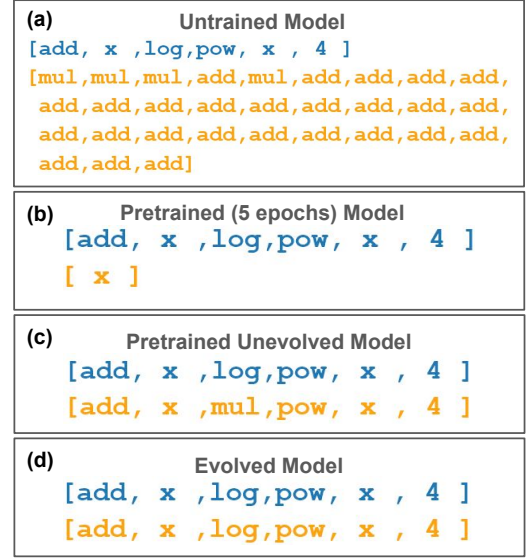 (a) Untrained Model
[add, x ,log,pow, x , 4 ]
[mul,mul,mul,add,mul,add,add,add,add,
add,add,add,add,add,add,add,add,add,
add,add,add,add,add,add,add,add,add,
add,add,add]
(b) Pretrained (5 epochs) Model
[add, x ,log,pow, x , 4 ]
[ x ]
(c) Pretrained Unevolved Model
[add, x ,log,pow, x , 4 ]
[add, x ,mul,pow, x , 4 ]
(d) Evolved Model
[add, x ,log,pow, x , 4 ]
[add, x ,log,pow, x , 4 ]